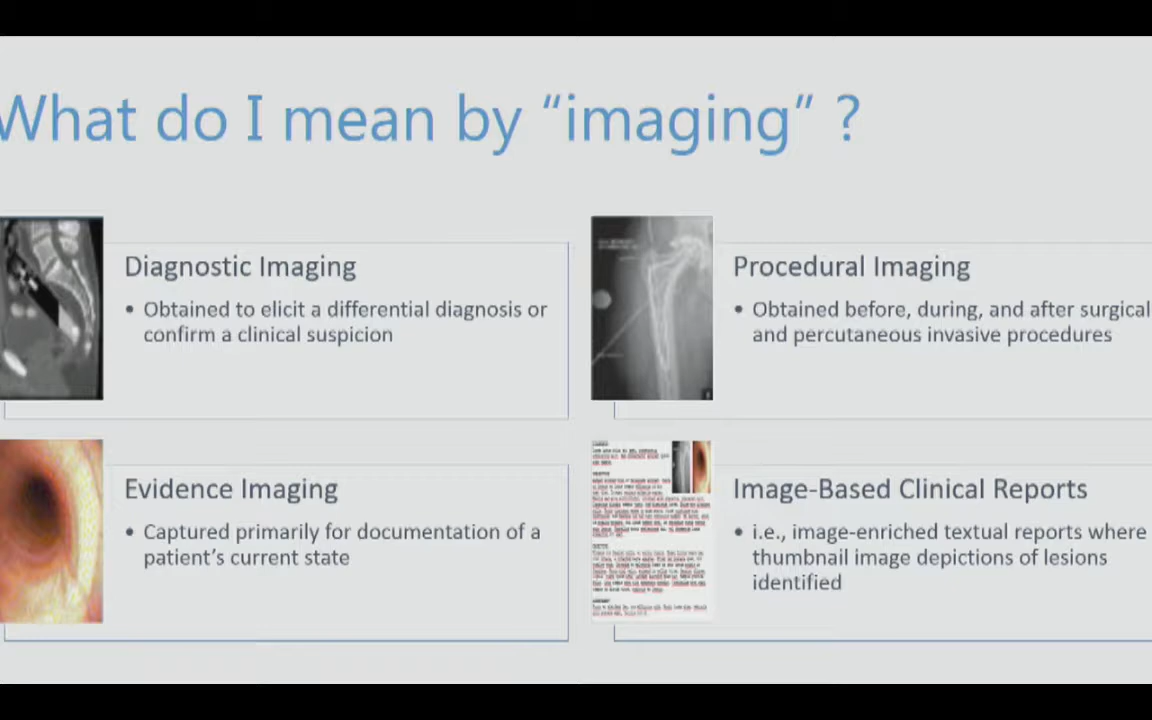 What do I mean by “imaging” ?
Diagnostic Imaging
• Obtained to elicit a differential diagnosis or
confirm a clinical suspicion
Procedural Imaging
• Obtained before, during, and after surgical
and percutaneous invasive procedures
Evidence Imaging
• Captured primarily for documentation of a
patient’s current state
Image-Based Clinical Reports
• i.e., image-enriched textual reports where
thumbnail image depictions of lesions
identified